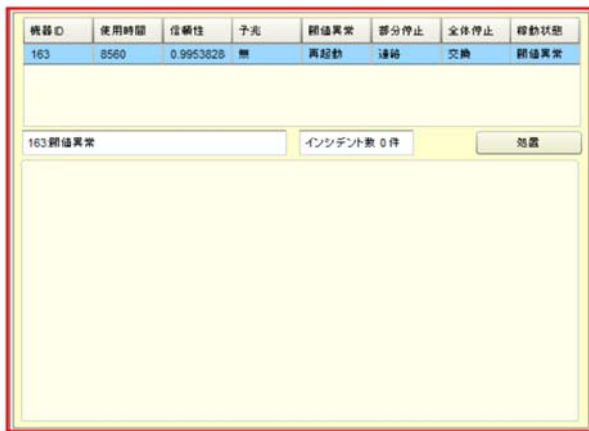 機器ID 使用時間 信頼性 予兆 閾値異常 部分停止 全体停止 稼動状態
163 8560 0.9953828 無 再起動 連絡 交換 閾値異常
163:閾値異常 インシデント数 0 件 処置